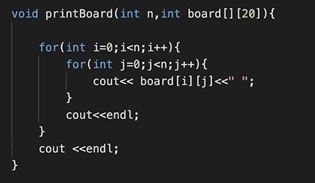 void printBoard(int n,int board[][20]){
for(int i=0;i<n;i++){
for(int j=0;j<n;j++){
cout<< board[i][j]<<" ";
}
cout<<endl;
}
cout <<endl;
}